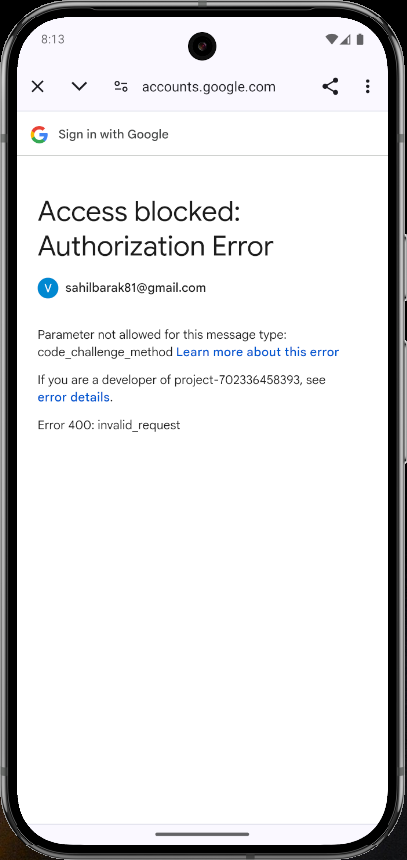 8:13
accounts.google.com
Sign in with Google
Access blocked:
Authorization Error
V sahilbarak81@gmail.com
Parameter not allowed for this message type:
code_challenge_method Learn more about this error
If you are a developer of project-702336458393, see
error details.
Error 400: invalid_request